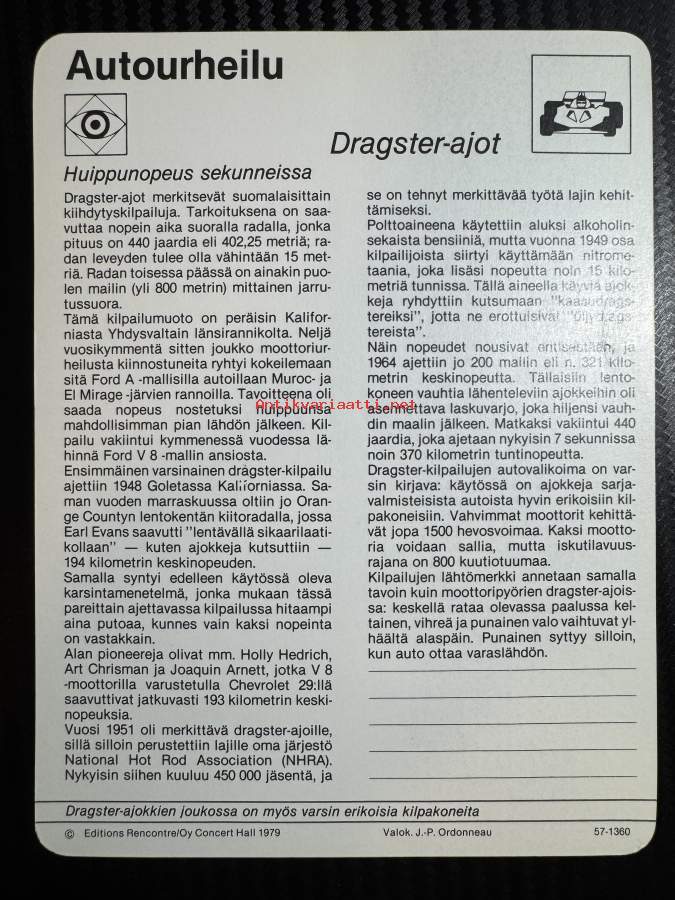 Autourheilu
Dragster-ajot
Huippunopeus sekunneissa
Dragster-ajot merkitsevät suomalaisittain
kiihdytyskilpailuja. Tarkoituksena on saa-
vuttaa nopein aika suoralla radalla, jonka
pituus on 440 jaardia eli 402,25 metriä; ra-
dan leveyden tulee olla vähintään 15 met-
riä. Radan toisessa päässä on ainakin puo-
len mailin (yli 800 metrin) mittainen jarru-
tussuora.
Tämä kilpailumuoto on peräisin Kalifor-
niasta Yhdysvaltain länsirannikolta. Neljä
vuosikymmentä sitten joukko moottoriur-
heilusta kiinnostuneita ryhtyi kokeilemaan
sitä Ford A -mallisilla autoillaan Muroc- ja
El Mirage -järvien rannoilla. Tavoitteena oli
saada nopeus nostetuksi huippuunsa
mahdollisimman pian lähdön jälkeen. Kil-
pailu vakiintui kymmenessä vuodessa lä-
hinnä Ford V 8 -mallin ansiosta.
Ensimmäinen varsinainen dragster-kilpailu
ajettiin 1948 Goletassa Kaliforniassa. Sa-
man vuoden marraskuussa oltiin jo Oran-
ge Countyn lentokentän kiitoradalla, jossa
Earl Evans saavutti "lentävällä sikaarilaati-
kollaan" — kuten ajokkeja kutsuttiin —
194 kilometrin keskinopeuden.
Samalla syntyi edelleen käytössä oleva
karsintamenetelmä, jonka mukaan tässä
pareittain ajettavassa kilpailussa hitaampi
aina putoaa, kunnes vain kaksi nopeinta
on vastakkain.
Alan pioneereja olivat mm. Holly Hedrich,
Art Chrisman ja Joaquin Arnett, jotka V 8
-moottorilla varustetulla Chevrolet 29:llä
saavuttivat jatkuvasti 193 kilometrin keski-
nopeuksia.
Vuosi 1951 oli merkittävä dragster-ajoille,
sillä silloin perustettiin lajille oma järjestö
National Hot Rod Association (NHRA).
Nykyisin siihen kuuluu 450 000 jäsentä, ja
se on tehnyt merkittävää työtä lajin kehit-
tämiseksi.
Polttoaineena käytettiin aluksi alkoholin-
sekaista bensiiniä, mutta vuonna 1949 osa
kilpailijoista siirtyi käyttämään nitrome-
taania, joka lisäsi nopeutta noin 15 kilo-
metriä tunnissa. Tällä aineella käyviä ajok-
keja ryhdyttiin kutsumaan "kaasudrags-
tereiksi", jotta ne erottuisivat "öljydrags-
tereista".
Näin nopeudet nousivat entisestään, ja
1964 ajettiin jo 200 mailin eli n. 321 kilo-
metrin keskinopeutta. Tällaisiin lento-
koneen vauhtia lähenteleviin ajokkeihin oli
asennettava laskuvarjo, joka hiljensi vauh-
din maalin jälkeen. Matkaksi vakiintui 440
jaardia, joka ajetaan nykyisin 7 sekunnissa
noin 370 kilometrin tuntinopeutta.
Dragster-kilpailujen autovalikoima on var-
sin kirjava: käytössä on ajokkeja sarja-
valmisteisista autoista hyvin erikoisiin kil-
pakoneisiin. Vahvimmat moottorit kehittä-
vät jopa 1500 hevosvoimaa. Kaksi mootto-
ria voidaan sallia, mutta iskutilavuus-
rajana on 800 kuutiotuumaa.
Kilpailujen lähtömerkki annetaan samalla
tavoin kuin moottoripyörien dragster-ajois-
sa: keskellä rataa olevassa paalussa kel-
tainen, vihreä ja punainen valo vaihtuvat yl-
häältä alaspäin. Punainen syttyy silloin,
kun auto ottaa varaslähdön.
Antikvariaatti.net
Dragster-ajokkien joukossa on myös varsin erikoisia kilpakoneita
© Editions Rencontre/Oy Concert Hall 1979
Valok. J.-P. Ordonneau
57-1360